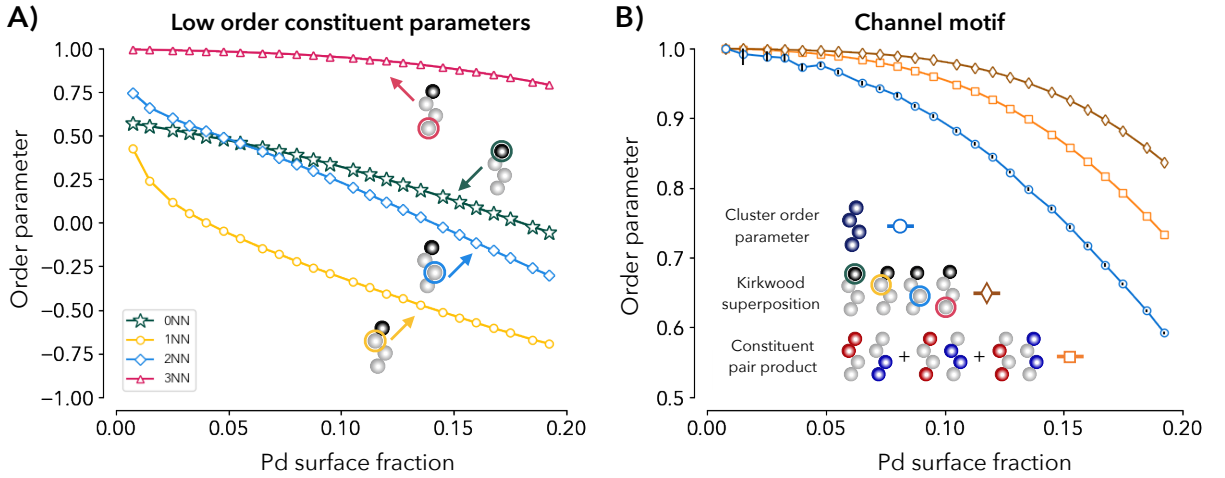 A)
Low order constituent parameters
1.00
0.75
0.50
0.25
0.00
−0.25
−0.50
−0.75
−1.00
Order parameter
0NN
1NN
2NN
3NN
0.00
0.05
0.10
0.15
0.20
Pd surface fraction
B)
Channel motif
1.0
0.9
0.8
0.7
0.6
0.5
Order parameter
Cluster order
parameter
Kirkwood
superposition
Constituent
pair product
+
+
0.00
0.05
0.10
0.15
0.20
Pd surface fraction